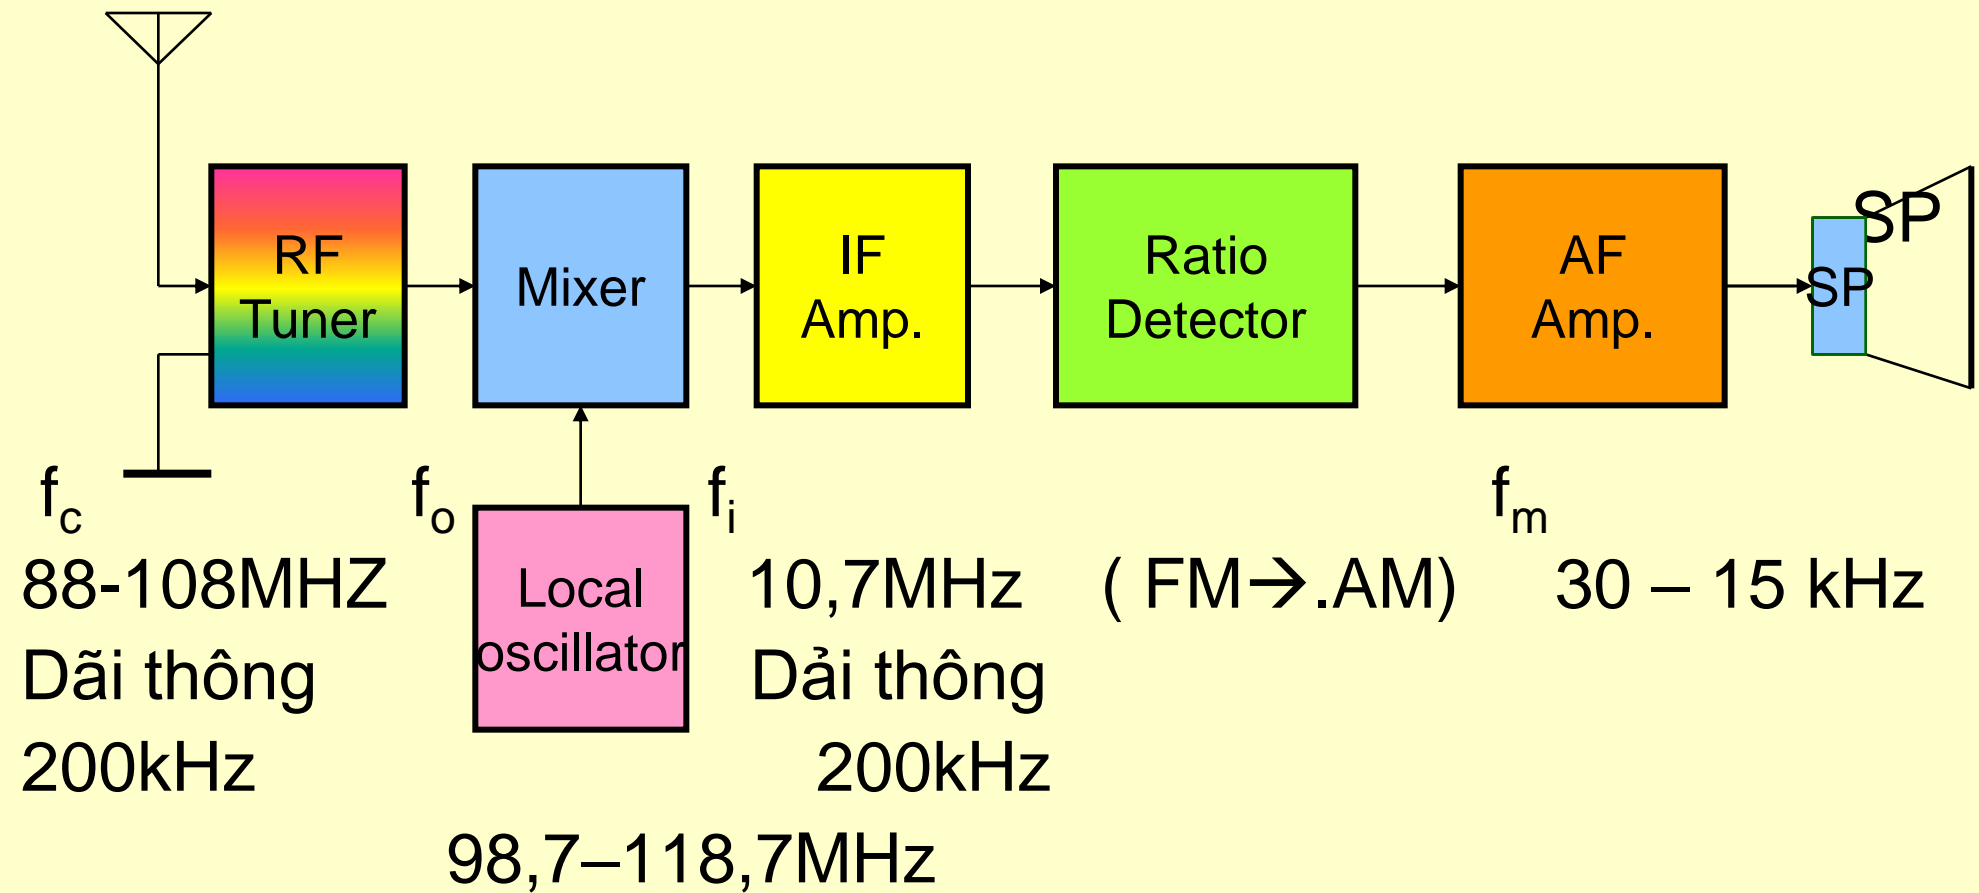 RF
Tuner
Mixer
IF
Amp.
Ratio
Detector
AF
Amp.
SP
SP
fc fo fi fm
Local
oscillator
88-108MHZ 10,7MHz ( FM→.AM) 30 – 15 kHz
Dãi thông Dải thông
200kHz 200kHz
98,7–118,7MHz